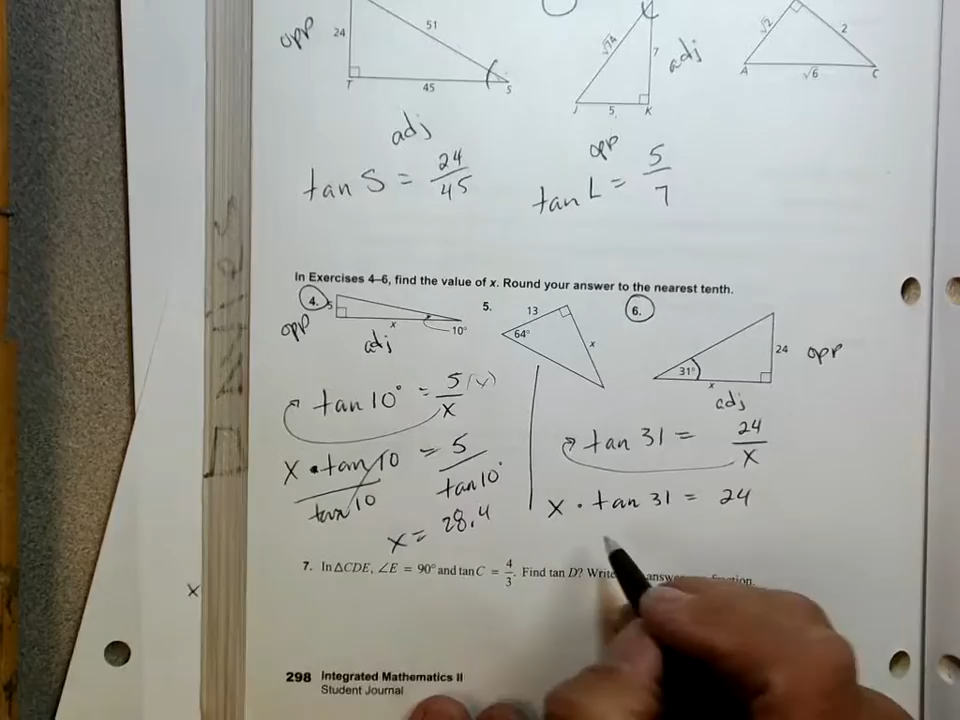 opp 24 51 T 45 S
adj
tan S = 24/45
√74 7 adj J 5 K
opp
tan L = 5/7
√2 2 A √6 C
In Exercises 4–6, find the value of x. Round your answer to the nearest tenth.
4. 5 x 10°
opp
adj
tan 10° = 5(x)/x
x • tan 10/tan 10 = 5/tan 10°
x = 28.4
5. 13 64° x
6. 31° 24 x
opp
adj
tan 31 = 24/x
x · tan 31 = 24
7. In △CDE, ∠E = 90° and tan C = 4/3. Find tan D? Write
x
298 Integrated Mathematics II
Student Journal